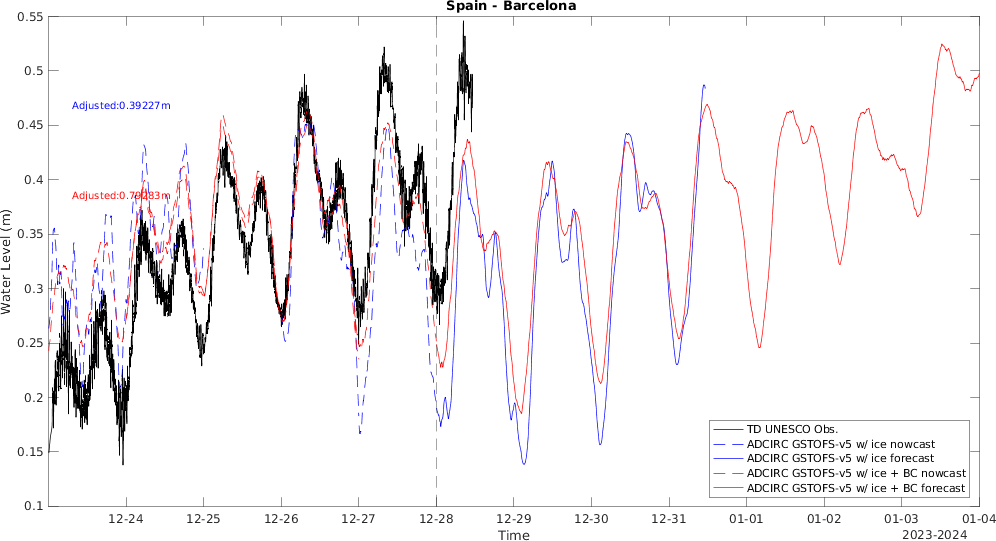 Spain - Barcelona
Water Level (m)
0.55
0.5
0.45
0.4
0.35
0.3
0.25
0.2
0.15
0.1
Adjusted:0.39227m
Adjusted:0.79283m
TD UNESCO Obs.
ADCIRC GSTOFS-v5 w/ ice nowcast
ADCIRC GSTOFS-v5 w/ ice forecast
ADCIRC GSTOFS-v5 w/ ice + BC nowcast
ADCIRC GSTOFS-v5 w/ ice + BC forecast
12-24 12-25 12-26 12-27 12-28 12-29 12-30 12-31 01-01 01-02 01-03 01-04
Time
2023-2024